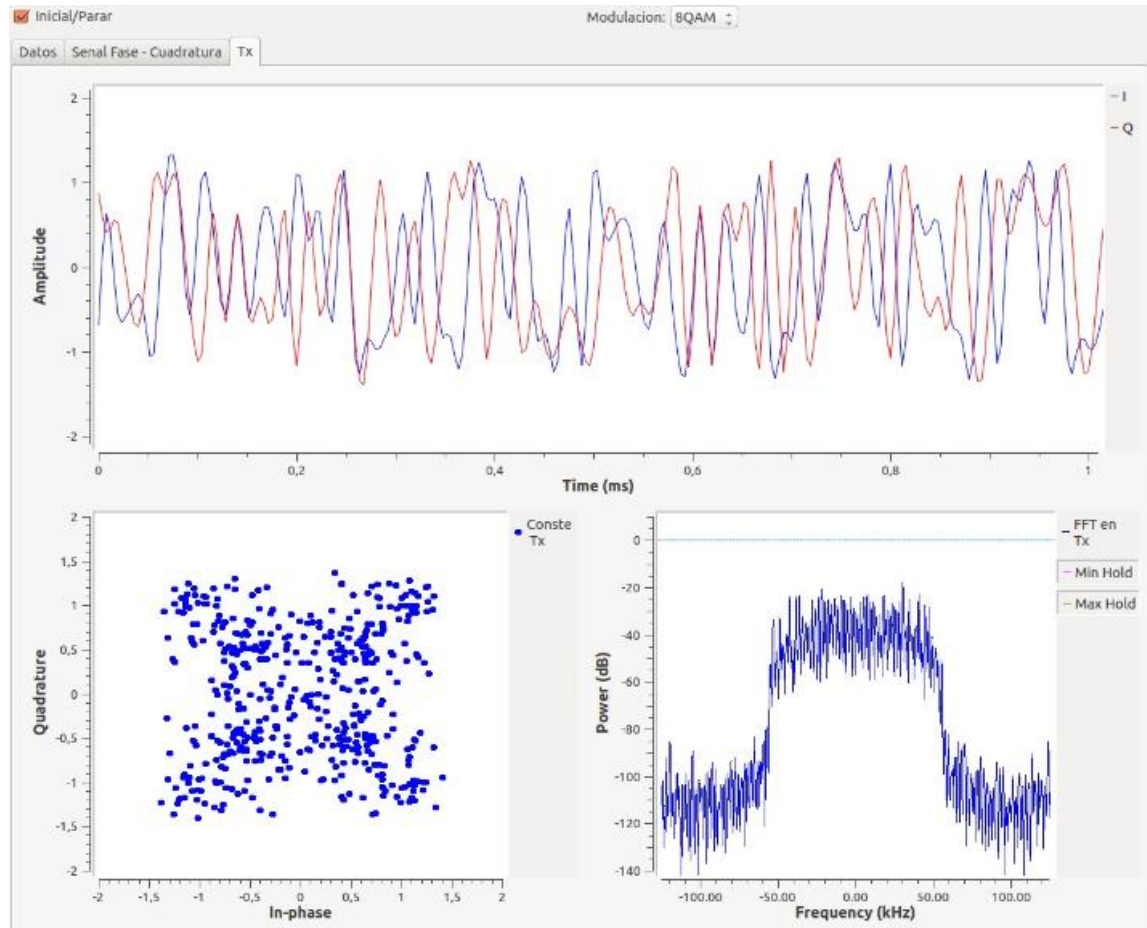 Inicial/Parar
Modulacion: 8QAM
Datos
Senal Fase - Cuadratura
Tx
2
1
0
-1
-2
Amplitude
I
Q
0
0,2
0,4
0,6
0,8
1
Time (ms)
2
1,5
1
0,5
0
-0,5
-1
-1,5
-2
Quadrature
-2
-1,5
-1
-0,5
0
0,5
1
1,5
2
In-phase
Conste
Tx
0
-20
-40
-60
-80
-100
-120
-140
Power (dB)
-100.00
-50.00
0.00
50.00
100.00
Frequency (kHz)
FFT en
Tx
Min Hold
Max Hold